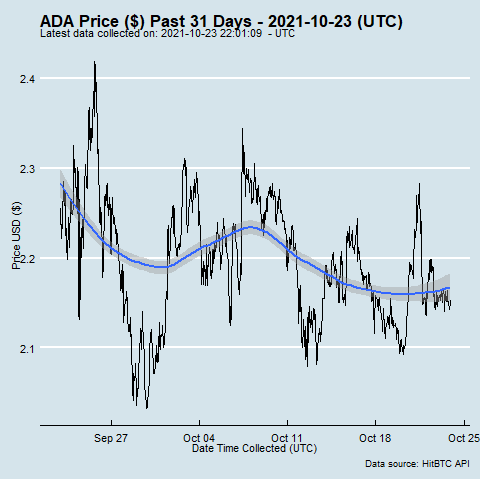 ADA Price ($) Past 31 Days - 2021-10-23 (UTC)
Latest data collected on: 2021-10-23 22:01:09  - UTC
Price USD ($)
2.4
2.3
2.2
2.1
Sep 27
Oct 04
Oct 11
Oct 18
Oct 25
Date Time Collected (UTC)
Data source: HitBTC API